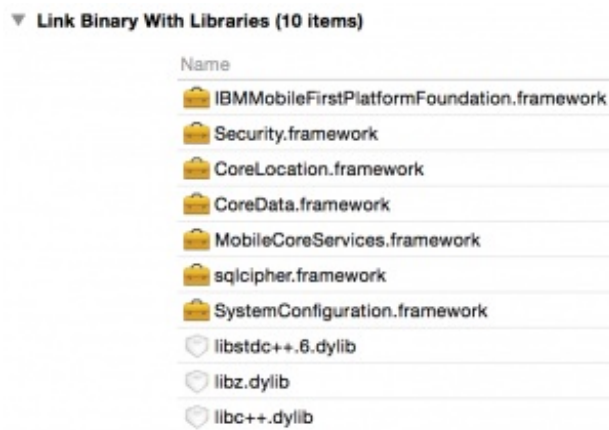 Link Binary With Libraries (10 items)
Name
IBMMobileFirstPlatformFoundation.framework
Security.framework
CoreLocation.framework
CoreData.framework
MobileCoreServices.framework
sqlcipher.framework
SystemConfiguration.framework
libstdc++.6.dylib
libz.dylib
libc++.dylib